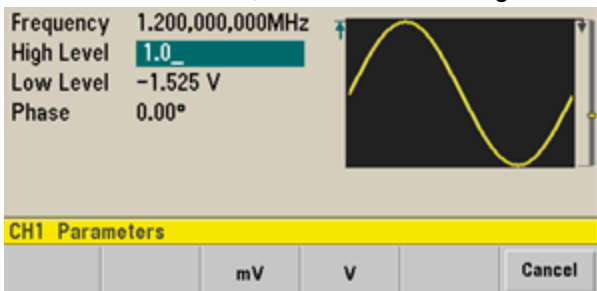 Frequency 1.200,000,000MHz
High Level 1.0_
Low Level -1.525 V
Phase 0.00°
CH1 Parameters
mV V Cancel